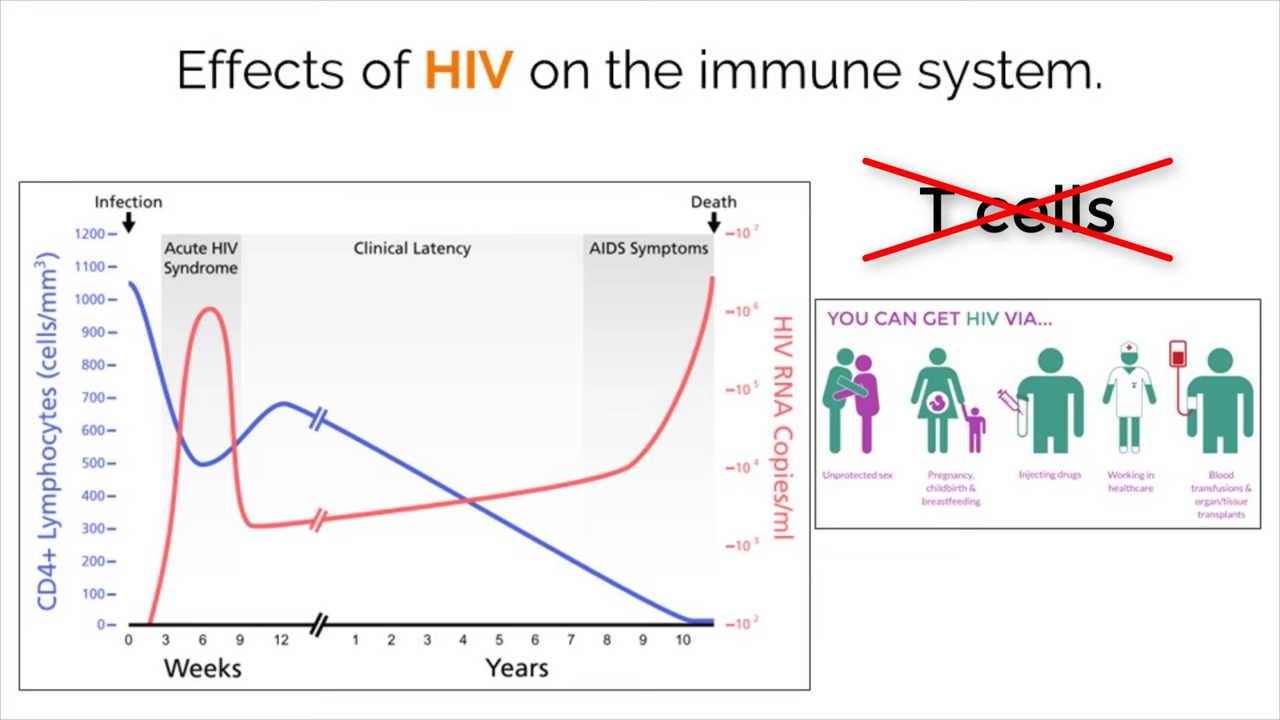 Effects of HIV on the immune system.
Infection
Death
1200
1100
1000
900
800
700
600
500
400
300
200
100
0
CD4+ Lymphocytes (cells/mm³)
Acute HIV
Syndrome
Clinical Latency
AIDS Symptoms
10⁷
10⁶
10⁵
10⁴
10³
10²
HIV RNA Copies/ml
0 3 6 9 12 1 2 3 4 5 6 7 8 9 10
Weeks Years
T cells
YOU CAN GET HIV VIA...
Unprotected sex
Pregnancy,
childbirth &
breastfeeding
Injecting drugs
Working in
healthcare
Blood
transfusions &
organ/tissue
transplants